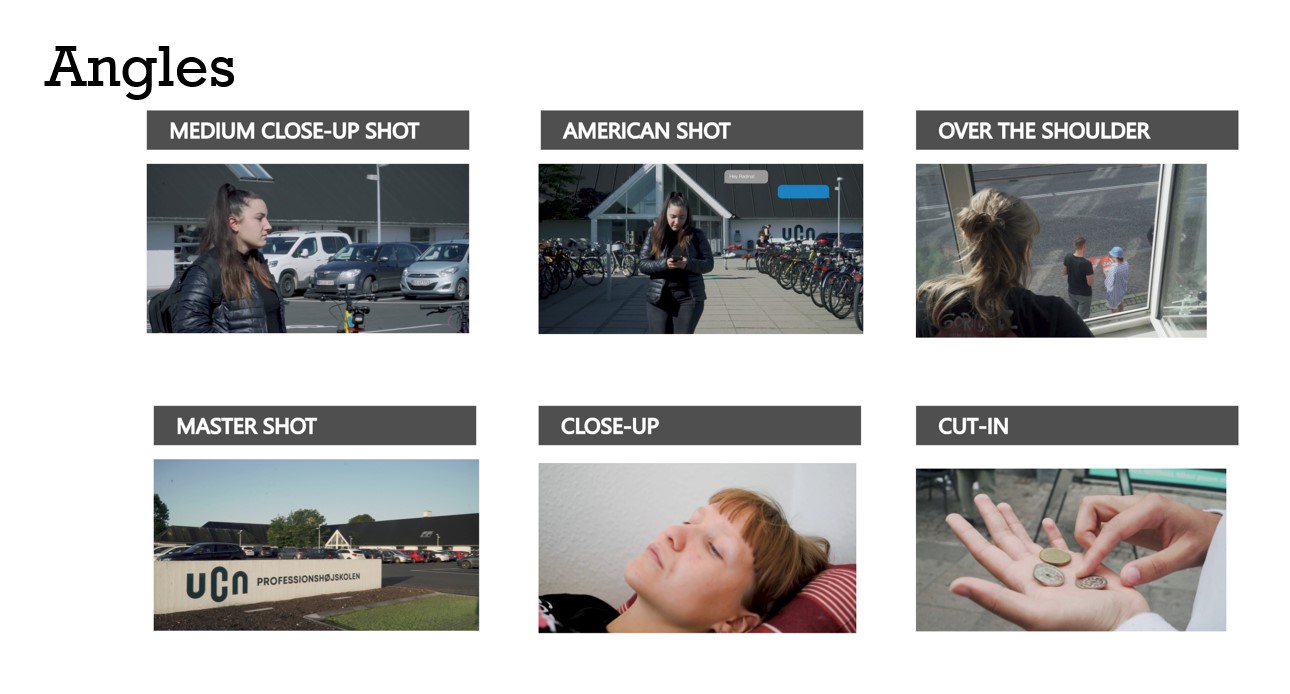 Angles
MEDIUM CLOSE-UP SHOT
AMERICAN SHOT
OVER THE SHOULDER
Hey Nadina!
ucn
MASTER SHOT
CLOSE-UP
CUT-IN
ucn PROFESSIONSHØJSKOLEN